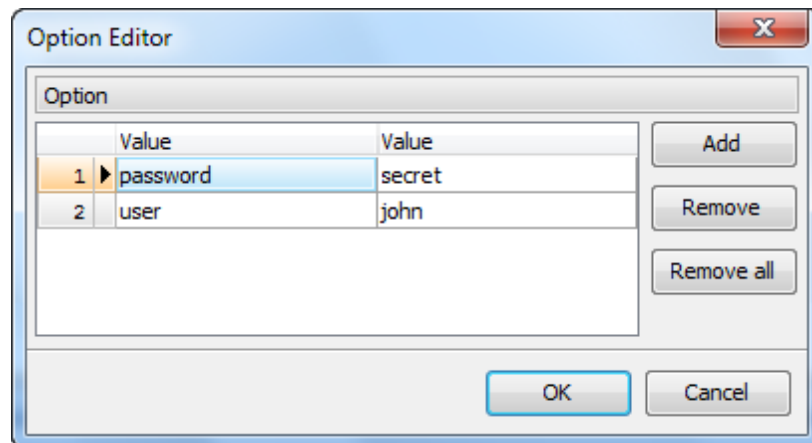 Option Editor
Option
Value Value
1 password secret
2 user john
Add
Remove
Remove all
OK Cancel